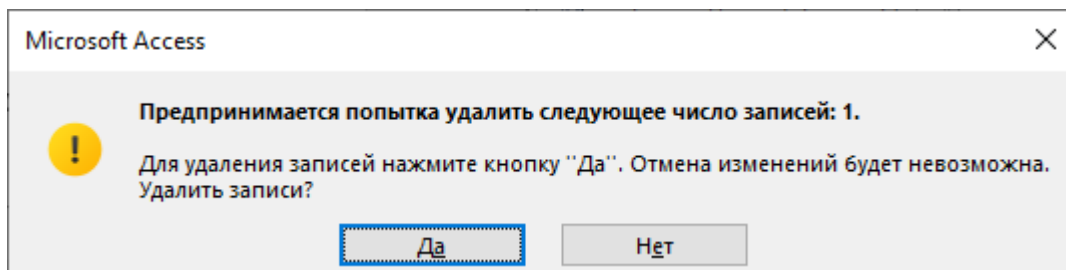 Microsoft Access
Предпринимается попытка удалить следующее число записей: 1.
Для удаления записей нажмите кнопку "Да". Отмена изменений будет невозможна.
Удалить записи?
Да Нет